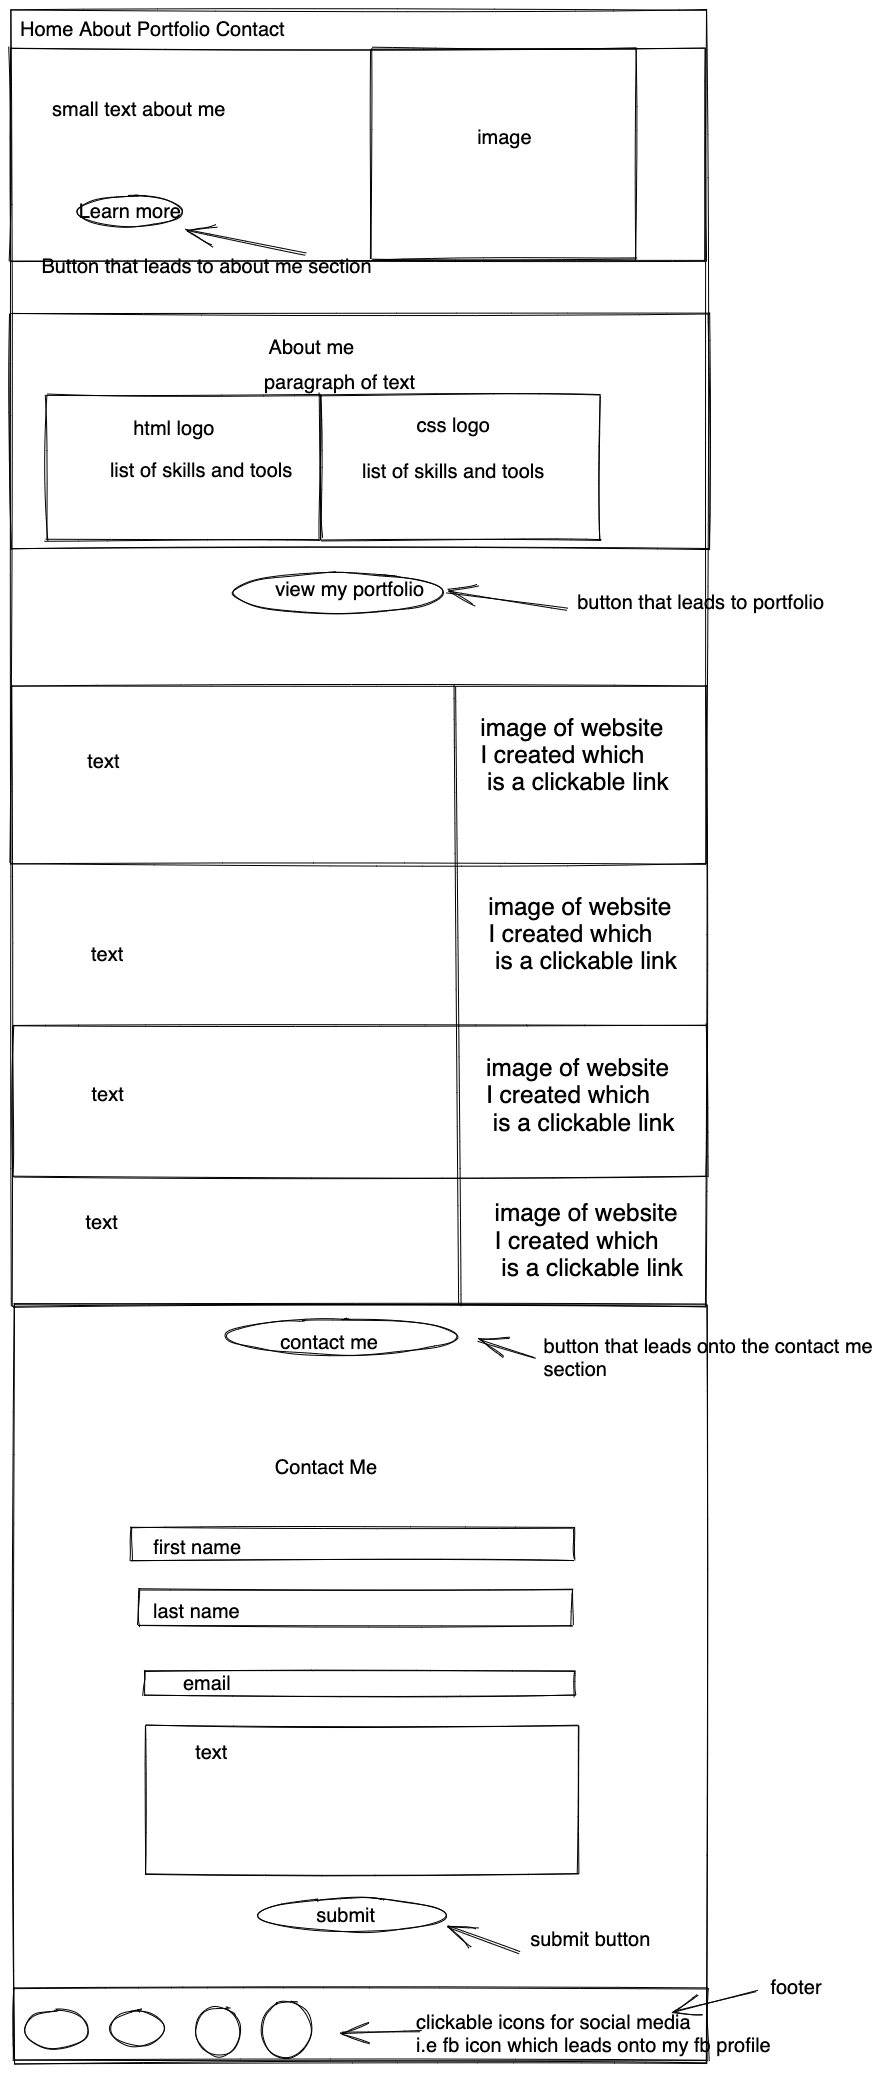 Home About Portfolio Contact
small text about me
image
Learn more
Button that leads to about me section
About me
paragraph of text
html logo
css logo
list of skills and tools
list of skills and tools
view my portfolio
button that leads to portfolio
text
image of website
I created which
is a clickable link
text
image of website
I created which
is a clickable link
text
image of website
I created which
is a clickable link
text
image of website
I created which
is a clickable link
contact me
button that leads onto the contact me
section
Contact Me
first name
last name
email
text
submit
submit button
footer
clickable icons for social media
i.e fb icon which leads onto my fb profile